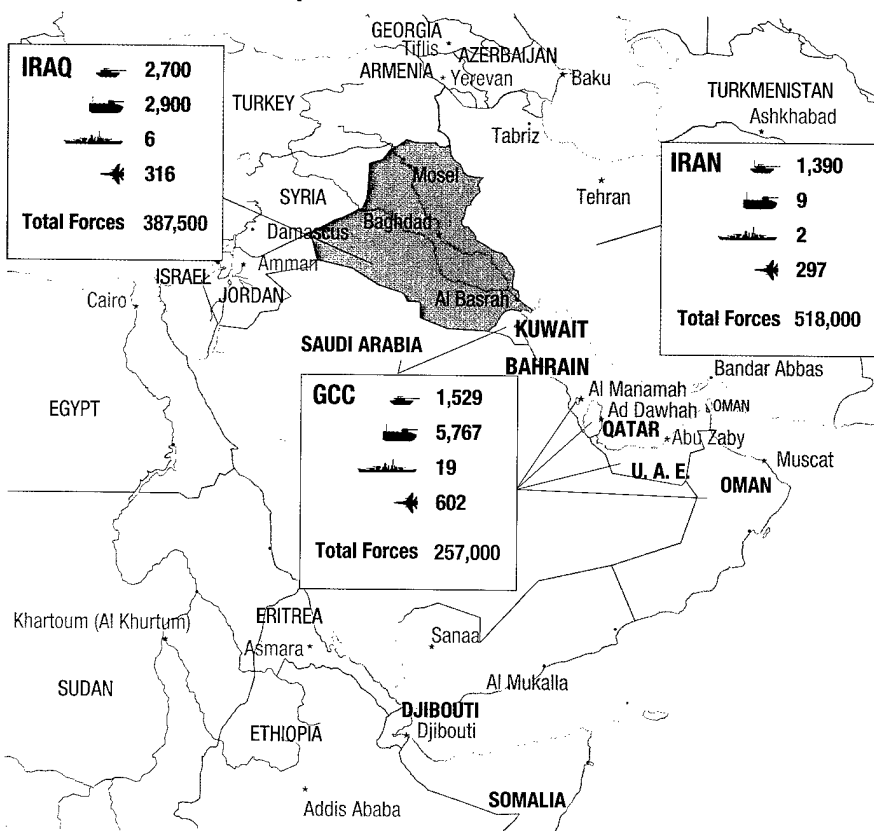 GEORGIA
Tiflis
AZERBAIJAN
ARMENIA
Yerevan
Baku
TURKEY
TURKMENISTAN
Ashkhabad
Tabriz
Tehran
IRAQ 2,700
2,900
6
316
Total Forces 387,500
IRAN 1,390
9
2
297
Total Forces 518,000
Mosel
SYRIA
Baghdad
Damascus
ISRAEL
Amman
JORDAN
Cairo
Al Basrah
KUWAIT
SAUDI ARABIA
BAHRAIN
Bandar Abbas
GCC 1,529
5,767
19
602
Total Forces 257,000
Al Manamah
Ad Dawhah
OMAN
QATAR
Abu Zaby
EGYPT
Muscat
U. A. E.
OMAN
Khartoum (Al Khurtum)
ERITREA
Asmara
Sanaa
SUDAN
Al Mukalla
DJIBOUTI
Djibouti
ETHIOPIA
Addis Ababa
SOMALIA